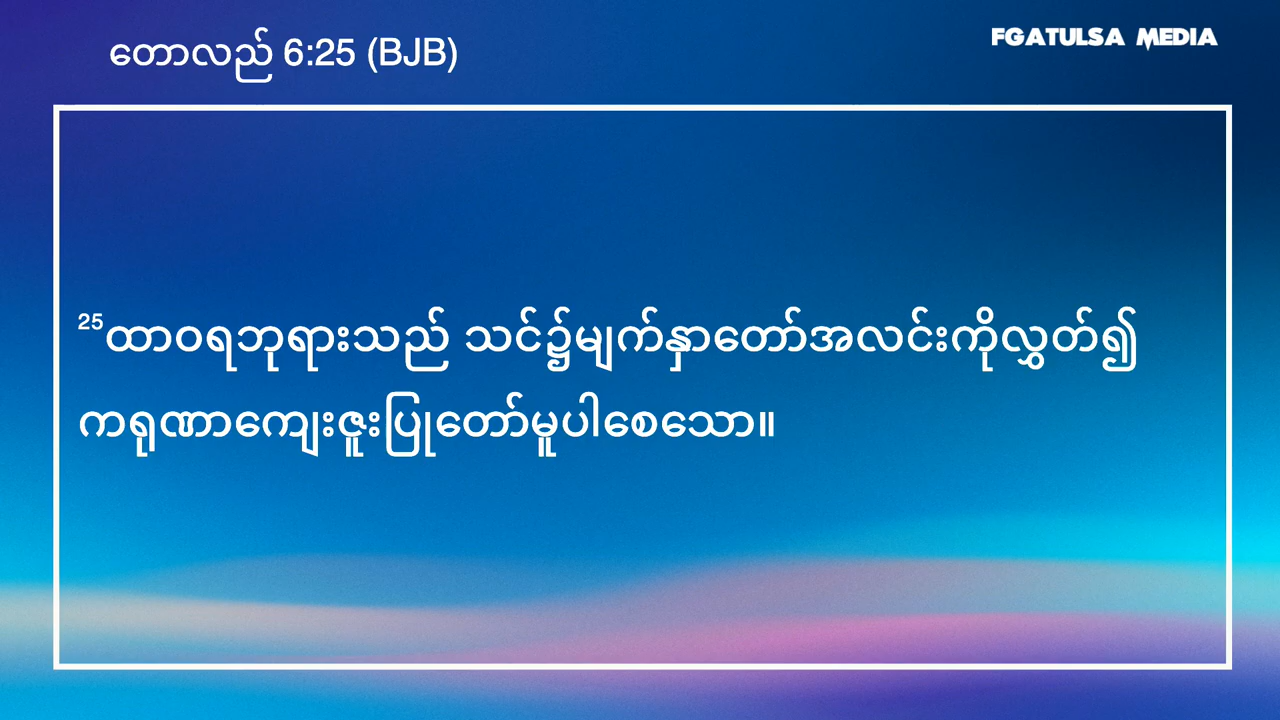 တောလည် 6:25 (BJB)
FGATULSA MEDIA
25ထာဝရဘုရားသည် သင်၌မျက်နှာတော်အလင်းကိုလွှတ်၍
ကရုဏာကျေးဇူးပြုတော်မူပါစေသော။